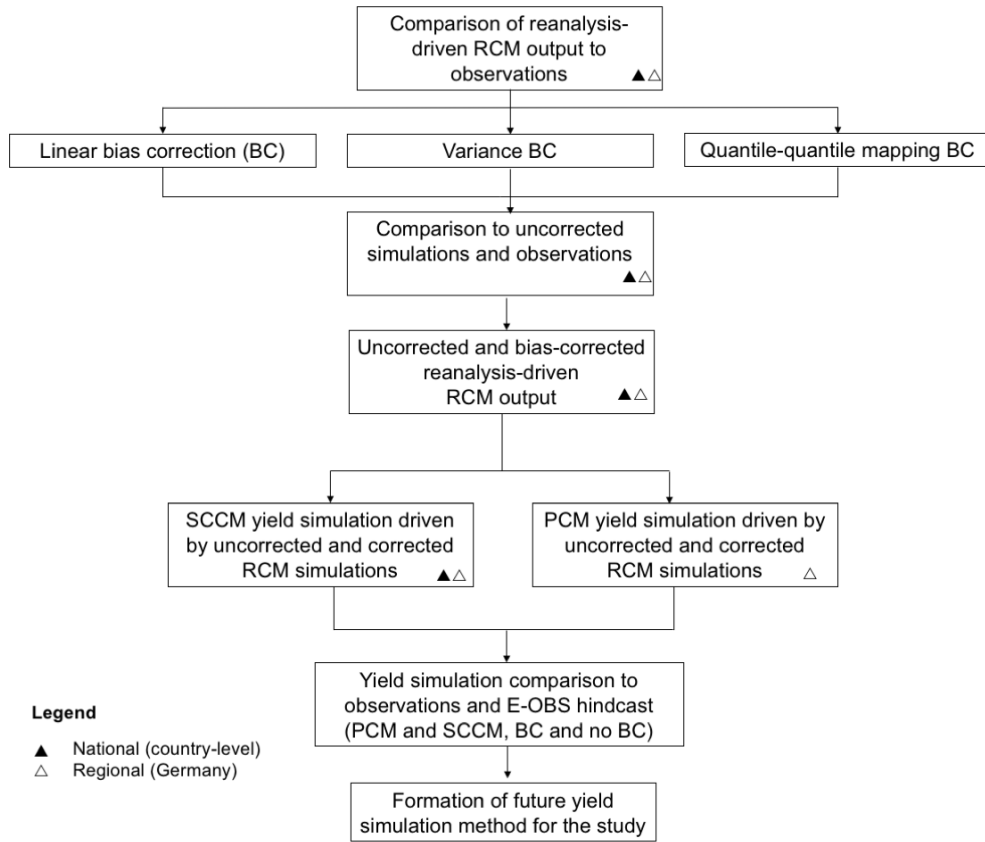 Comparison of reanalysis-
driven RCM output to
observations
Linear bias correction (BC)
Variance BC
Quantile-quantile mapping BC
Comparison to uncorrected
simulations and observations
Uncorrected and bias-corrected
reanalysis-driven
RCM output
SCCM yield simulation driven
by uncorrected and corrected
RCM simulations
PCM yield simulation driven by
uncorrected and corrected
RCM simulations
Yield simulation comparison to
observations and E-OBS hindcast
(PCM and SCCM, BC and no BC)
Legend
National (country-level)
Regional (Germany)
Formation of future yield
simulation method for the study